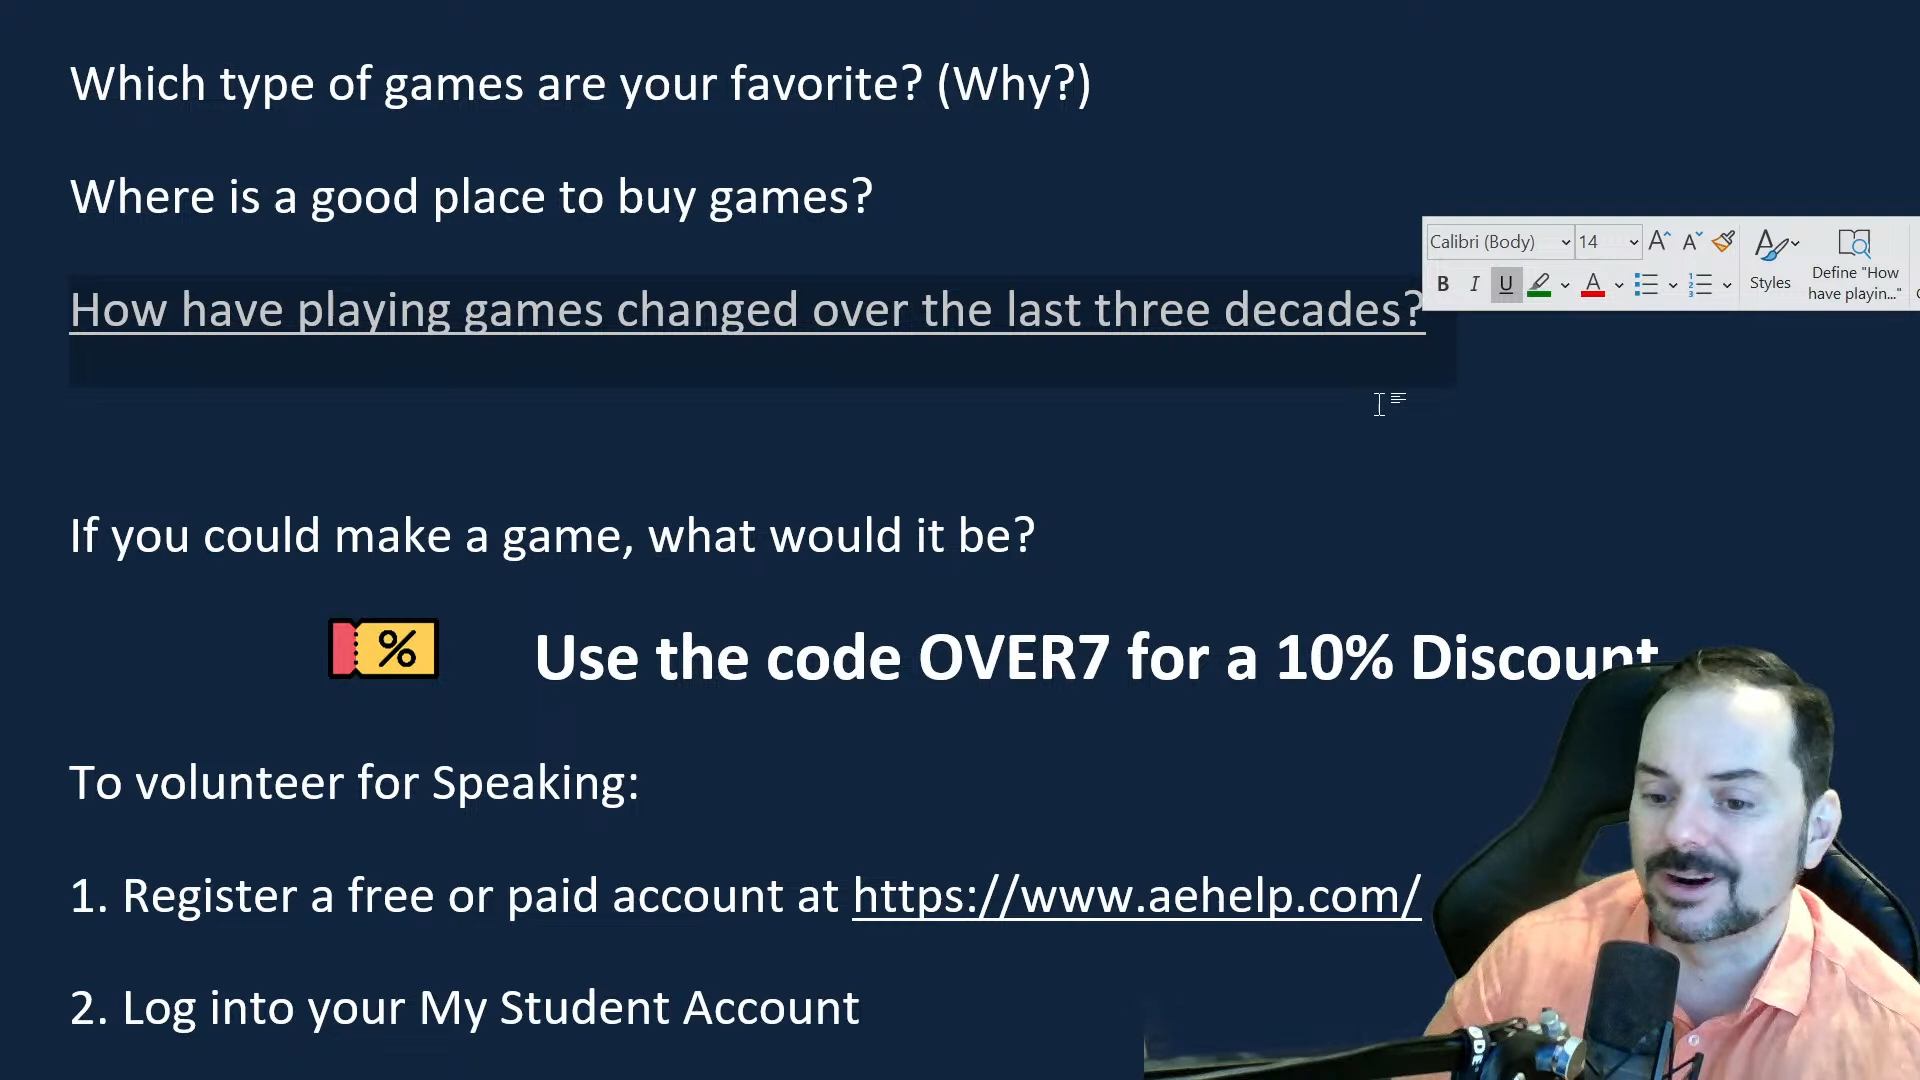 Which type of games are your favorite? (Why?)
Where is a good place to buy games?
Calibri (Body) 14
How have playing games changed over the last three decades?
B I U
Styles
Define "How
have playin..."
If you could make a game, what would it be?
%
Use the code OVER7 for a 10% Discount
To volunteer for Speaking:
1. Register a free or paid account at https://www.aehelp.com/
2. Log into your My Student Account